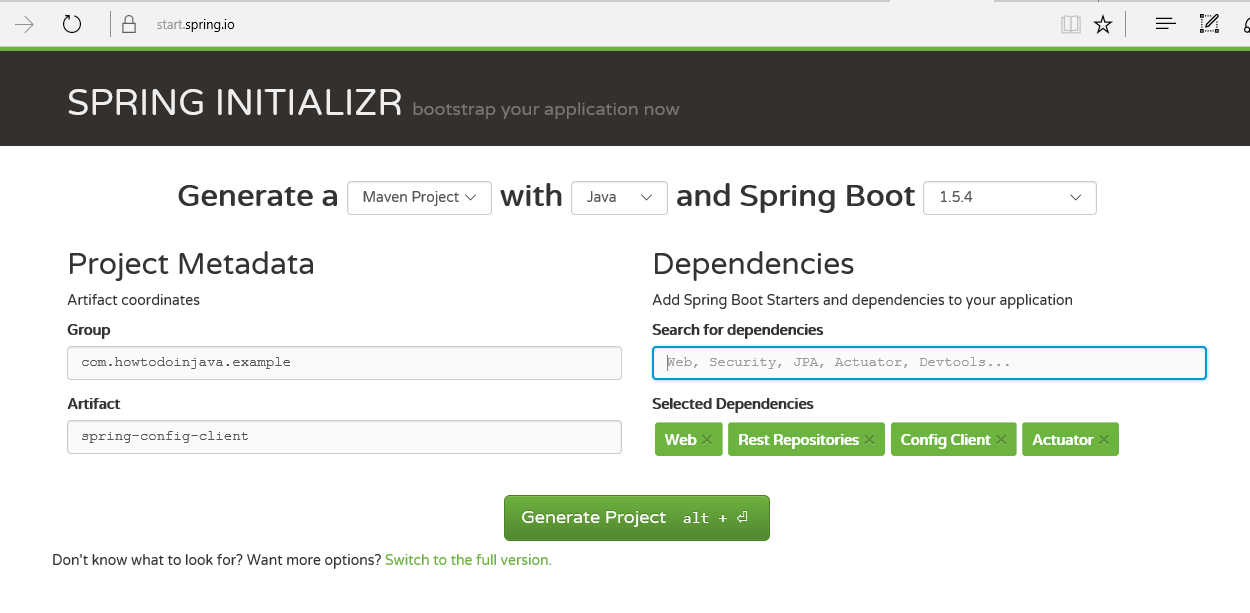 start.spring.io
SPRING INITIALIZR bootstrap your application now
Generate a Maven Project with Java and Spring Boot 1.5.4
Project Metadata
Artifact coordinates
Group
com.howtodoinjava.example
Artifact
spring-config-client
Dependencies
Add Spring Boot Starters and dependencies to your application
Search for dependencies
Web, Security, JPA, Actuator, Devtools...
Selected Dependencies
Web × Rest Repositories × Config Client × Actuator ×
Generate Project alt + ⏎
Don't know what to look for? Want more options? Switch to the full version.